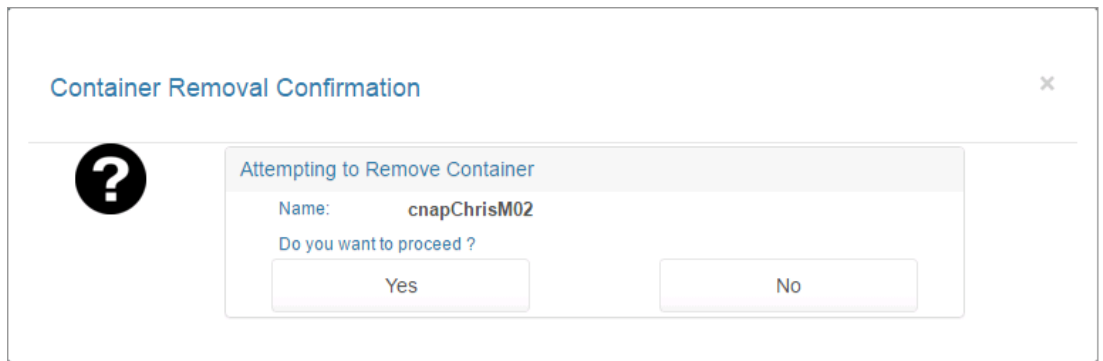 Container Removal Confirmation ×
?
Attempting to Remove Container
Name: cnapChrisM02
Do you want to proceed ?
Yes No